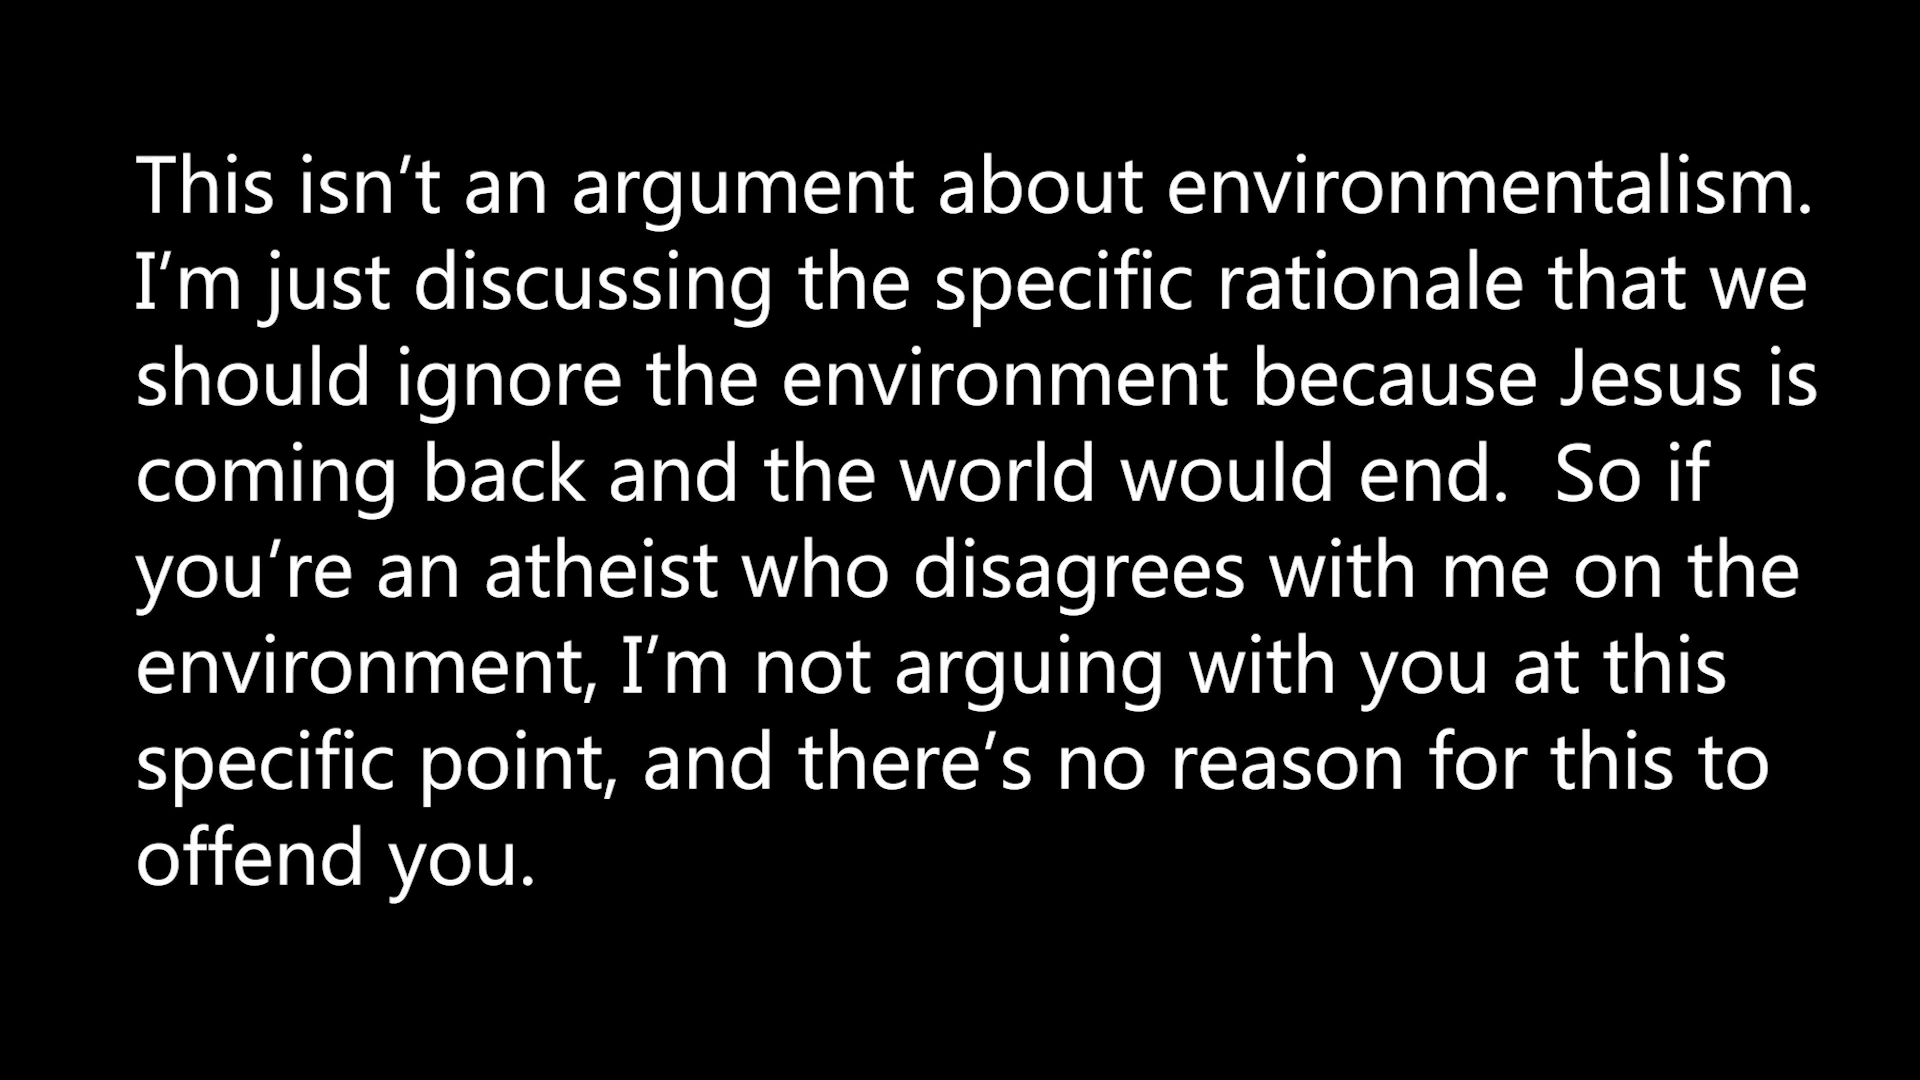 This isn’t an argument about environmentalism.
I’m just discussing the specific rationale that we
should ignore the environment because Jesus is
coming back and the world would end.  So if
you’re an atheist who disagrees with me on the
environment, I’m not arguing with you at this
specific point, and there’s no reason for this to
offend you.